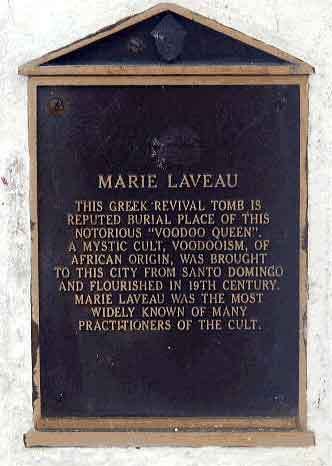 MARIE LAVEAU
THIS GREEK REVIVAL TOMB IS
REPUTED BURIAL PLACE OF THIS
NOTORIOUS "VOODOO QUEEN".
A MYSTIC CULT, VOODOOISM, OF
AFRICAN ORIGIN, WAS BROUGHT
TO THIS CITY FROM SANTO DOMINGO
AND FLOURISHED IN 19TH CENTURY.
MARIE LAVEAU WAS THE MOST
WIDELY KNOWN OF MANY
PRACTITIONERS OF THE CULT.